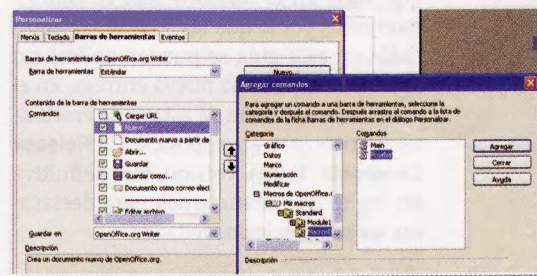 Personalizar
Menús Teclado Barras de herramientas Eventos
Barras de herramientas de OpenOffice.org Writer
Barra de herramientas Estándar
Nuevo...
Contenido de la barra de herramientas
Comandos
Cargar URL
Nuevo
Documento nuevo a partir de
Abrir...
Guardar
Guardar como...
Documento como correo elect
Editar archivo
Guardar en OpenOffice.org Writer
Descripción
Crea un documento nuevo de OpenOffice.org.
Agregar comandos
Para agregar un comando a una barra de herramientas, seleccione la
categoría y después el comando. Después arrastre el comando a la lista de
comandos de la ficha Barras de herramientas en el diálogo Personalizar.
Categoría
Gráfico
Datos
Marco
Numeración
Modificar
Macros de OpenOffice.
Mis macros
Standard
Module1
Comandos
Main
Prueba
Agregar
Cerrar
Ayuda
Descripción